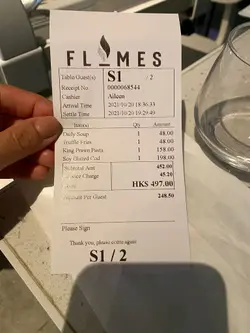 FLAMES
Table/Guest(s) S1 / 2
Receipt No 0000068544
Cashier Aileen
Arrival Time 2021/10/20 18:36:33
Settle Time 2021/10/20 19:29:49
Item(s) Qty Amount
Daily Soup 1 48.00
Truffle Fries 1 48.00
King Prawn Pasta 1 158.00
Soy Glazed Cod 1 198.00
Subtotal Amt 452.00
Service Charge 45.20
HK$ 497.00
Amount Per Guest 248.50
Please Sign
Thank you, please come again
S1 / 2